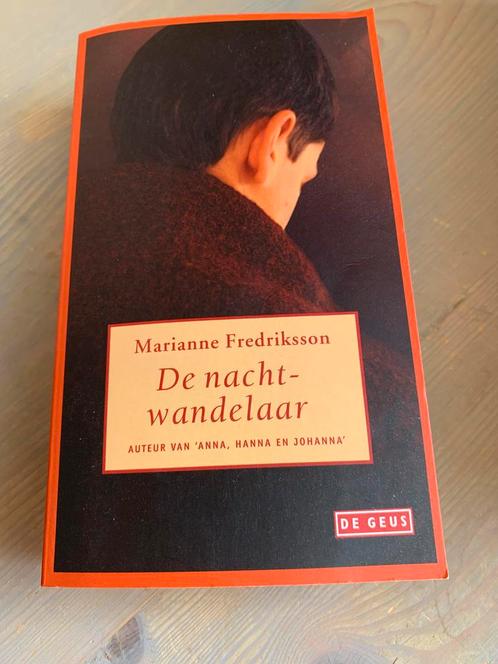 Marianne Fredriksson
De nacht-
wandelaar
AUTEUR VAN 'ANNA, HANNA EN JOHANNA'
DE GEUS